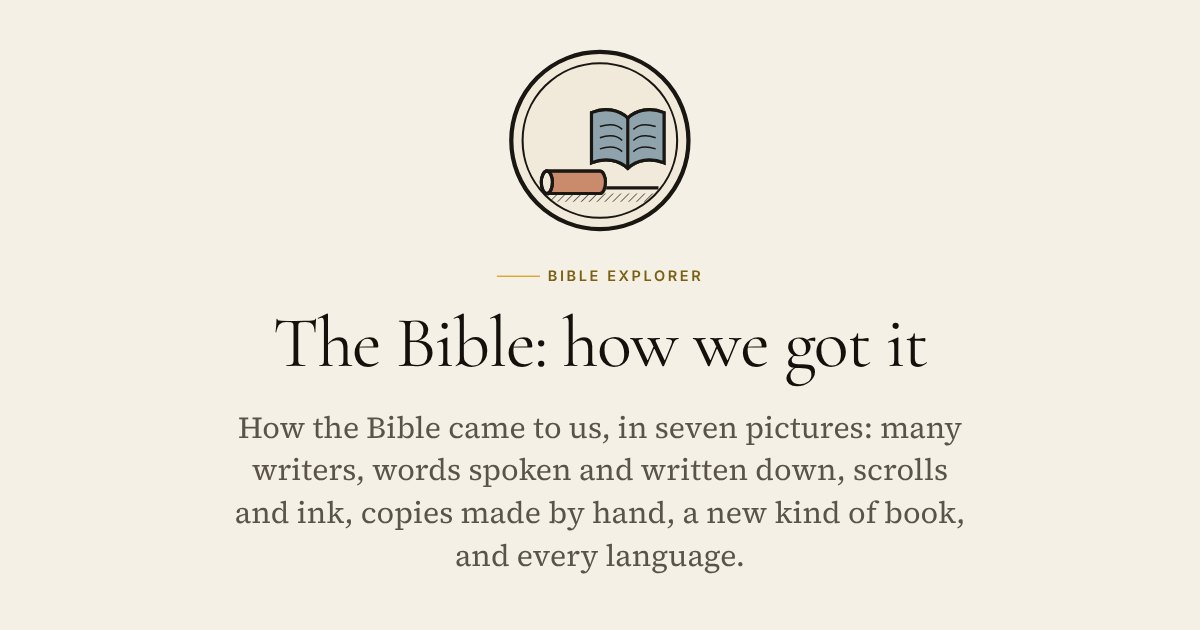 BIBLE EXPLORER
The Bible: how we got it
How the Bible came to us, in seven pictures: many
writers, words spoken and written down, scrolls
and ink, copies made by hand, a new kind of book,
and every language.